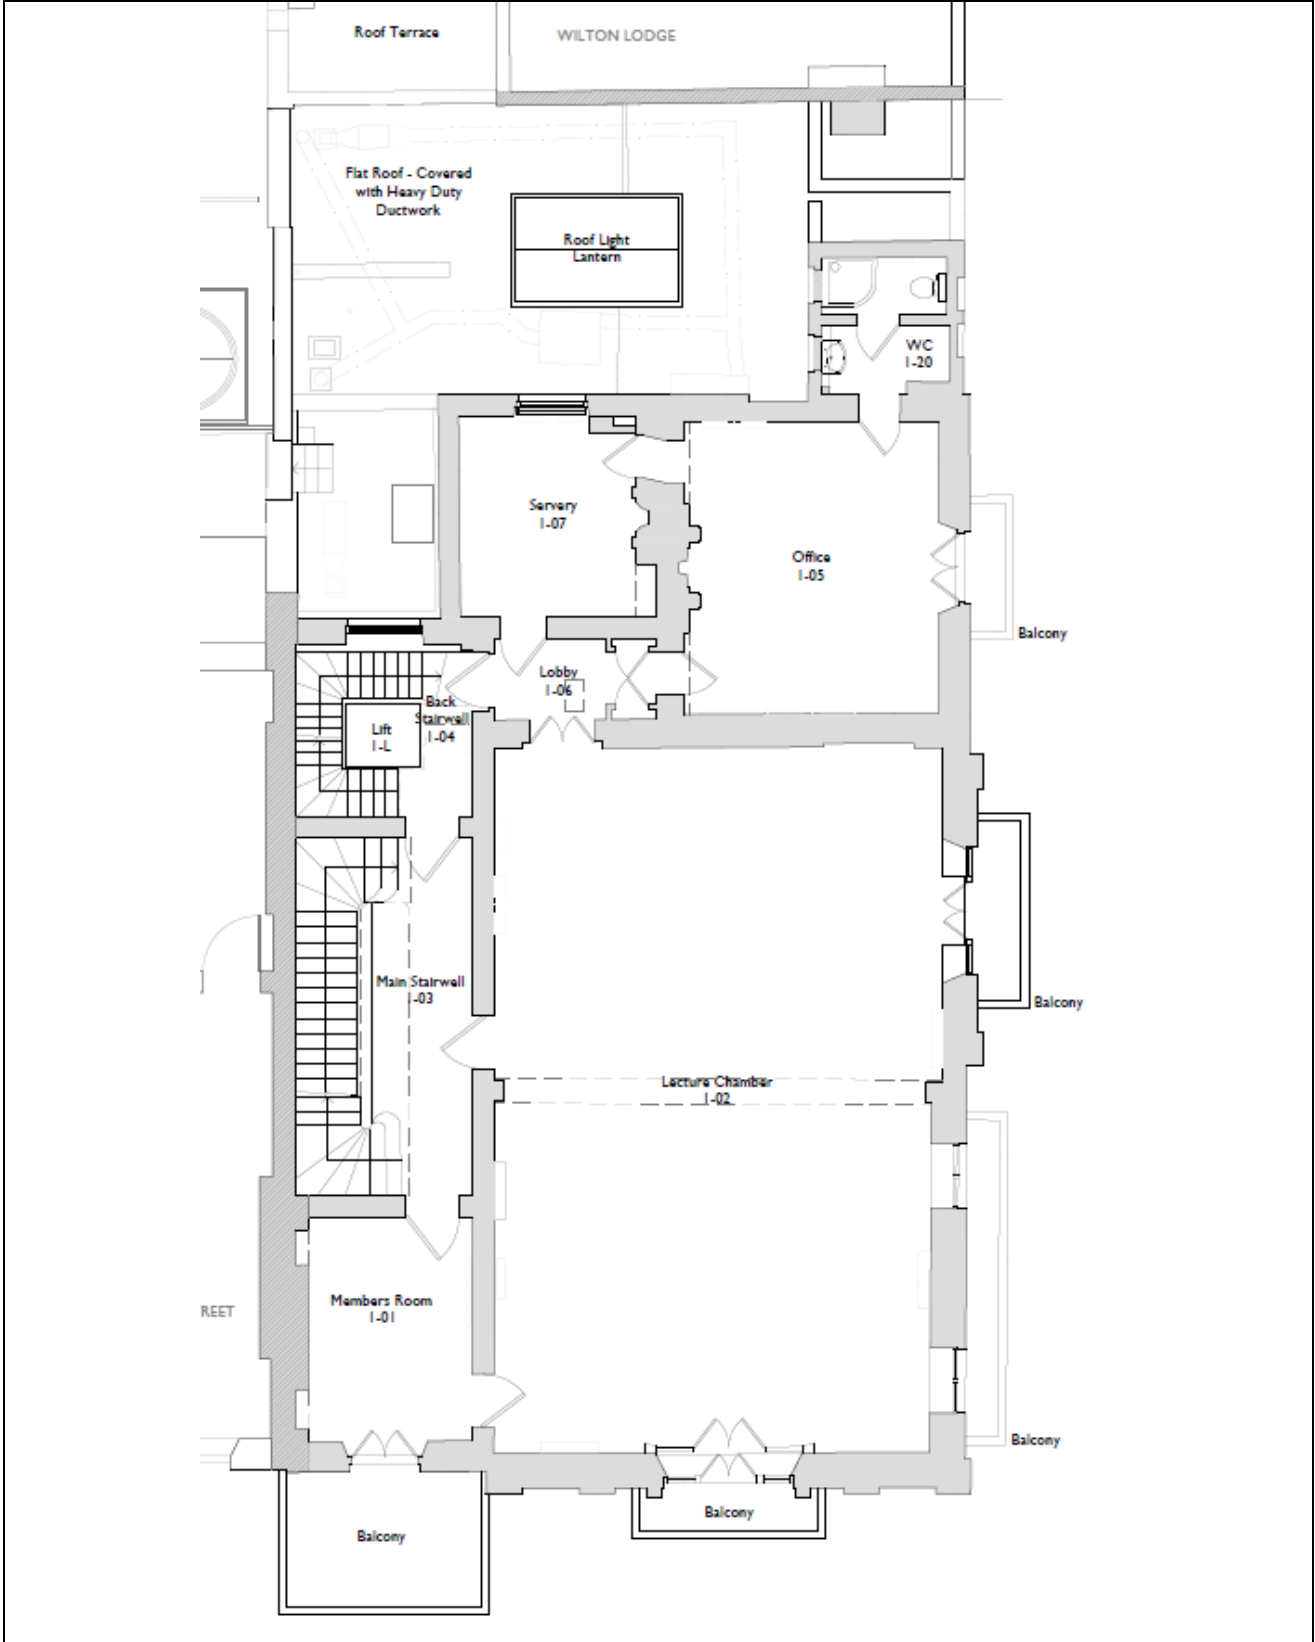 Roof Terrace
WILTON LODGE
Flat Roof - Covered
with Heavy Duty
Ductwork
Roof Light
Lantern
WC
1-20
Servery
1-07
Office
1-05
Balcony
Lobby
1-06
Back
Stairwell
1-04
Lift
1-L
Main Stairwell
1-03
Balcony
Lecture Chamber
1-02
Members Room
1-01
REET
Balcony
Balcony
Balcony